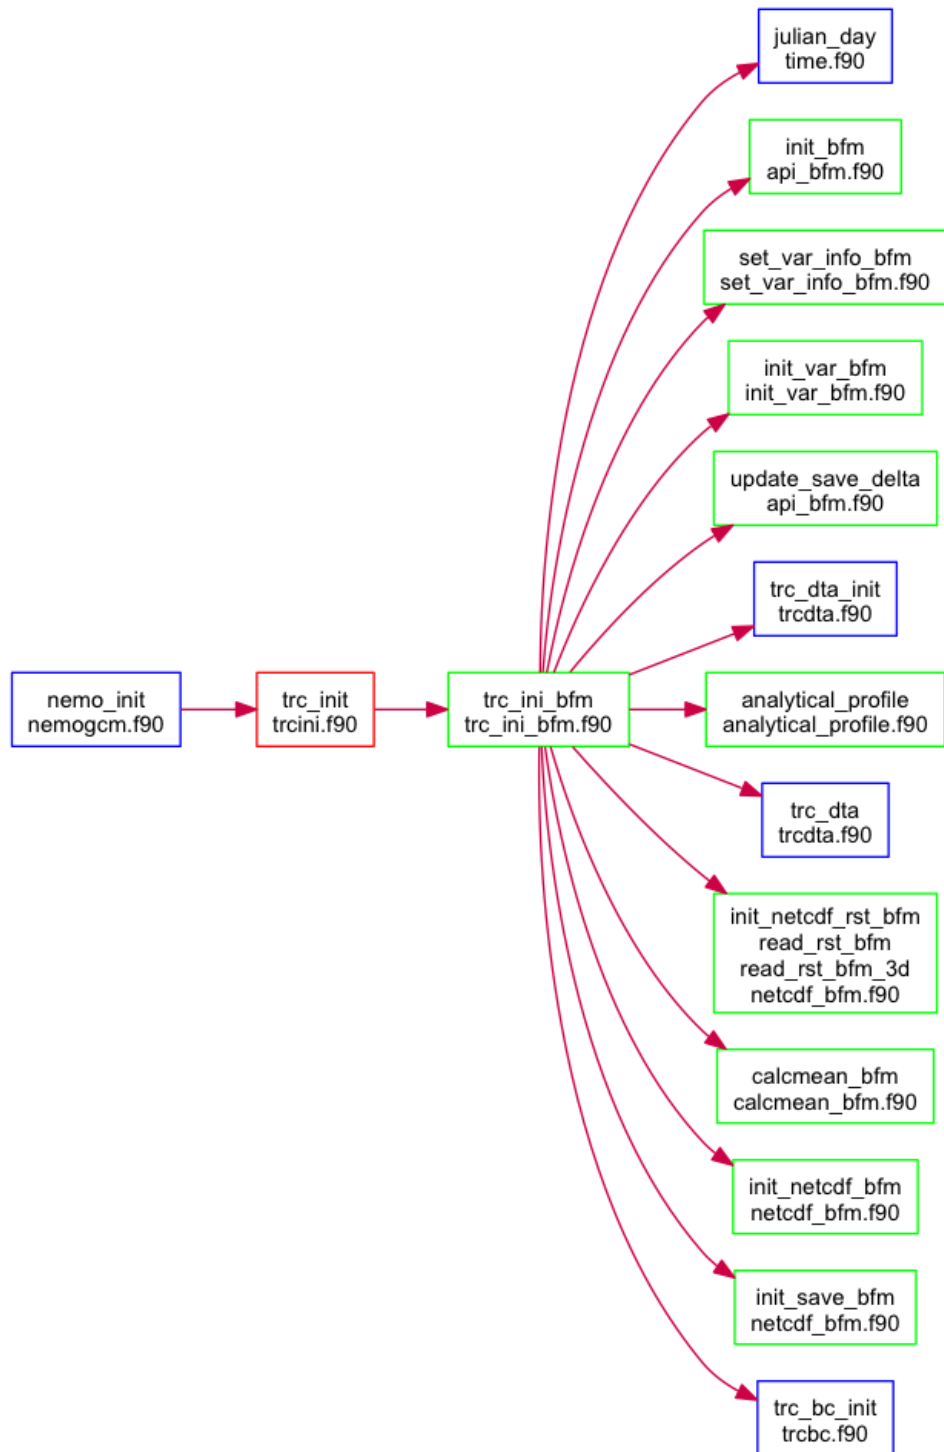 julian_day
time.f90
init_bfm
api_bfm.f90
set_var_info_bfm
set_var_info_bfm.f90
init_var_bfm
init_var_bfm.f90
update_save_delta
api_bfm.f90
trc_dta_init
trcdta.f90
nemo_init
nemogcm.f90
trc_init
trcini.f90
trc_ini_bfm
trc_ini_bfm.f90
analytical_profile
analytical_profile.f90
trc_dta
trcdta.f90
init_netcdf_rst_bfm
read_rst_bfm
read_rst_bfm_3d
netcdf_bfm.f90
calcmean_bfm
calcmean_bfm.f90
init_netcdf_bfm
netcdf_bfm.f90
init_save_bfm
netcdf_bfm.f90
trc_bc_init
trcbc.f90